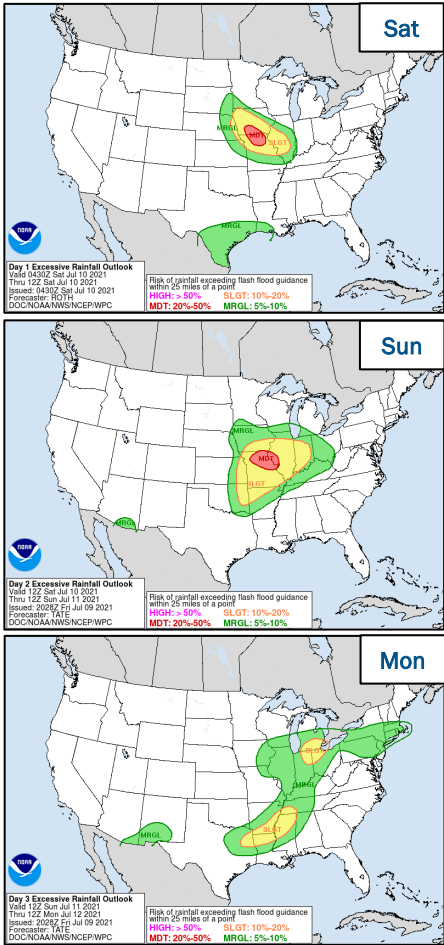 Sat
MRGL
MDT
SLGT
MRGL
NOAA
Day 1 Excessive Rainfall Outlook
Valid 0430Z Sat Jul 10 2021
Thru 12Z Sat Jul 10 2021
Issued: 0430Z Sat Jul 10 2021
Forecaster: ROTH
DOC/NOAA/NWS/NCEP/WPC
Risk of rainfall exceeding flash flood guidance
within 25 miles of a point
HIGH: > 50% SLGT: 10%-20%
MDT: 20%-50% MRGL: 5%-10%
Sun
MRGL
MDT
SLGT
MRGL
NOAA
Day 2 Excessive Rainfall Outlook
Valid 12Z Sat Jul 10 2021
Thru 12Z Sun Jul 11 2021
Issued: 2028Z Fri Jul 09 2021
Forecaster: TATE
DOC/NOAA/NWS/NCEP/WPC
Risk of rainfall exceeding flash flood guidance
within 25 miles of a point
HIGH: > 50% SLGT: 10%-20%
MDT: 20%-50% MRGL: 5%-10%
Mon
SLGT
MRGL
SLGT
MRGL
NOAA
Day 3 Excessive Rainfall Outlook
Valid 12Z Sun Jul 11 2021
Thru 12Z Mon Jul 12 2021
Issued: 2028Z Fri Jul 09 2021
Forecaster: TATE
DOC/NOAA/NWS/NCEP/WPC
Risk of rainfall exceeding flash flood guidance
within 25 miles of a point
HIGH: > 50% SLGT: 10%-20%
MDT: 20%-50% MRGL: 5%-10%